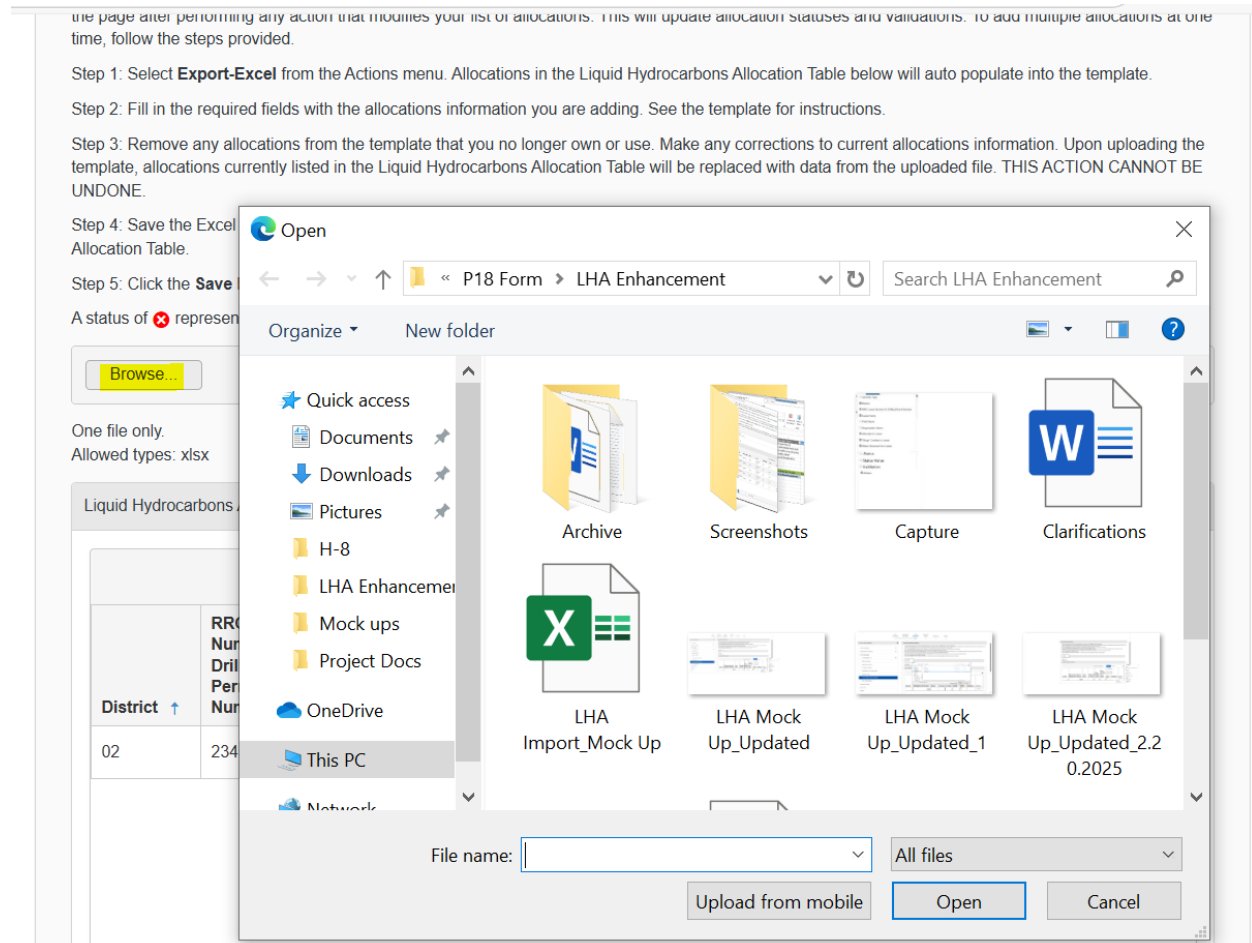 the page after performing any action that modifies your list of allocations. This will update allocation statuses and validations. To add multiple allocations at one
time, follow the steps provided.
Step 1: Select Export-Excel from the Actions menu. Allocations in the Liquid Hydrocarbons Allocation Table below will auto populate into the template.
Step 2: Fill in the required fields with the allocations information you are adding. See the template for instructions.
Step 3: Remove any allocations from the template that you no longer own or use. Make any corrections to current allocations information. Upon uploading the
template, allocations currently listed in the Liquid Hydrocarbons Allocation Table will be replaced with data from the uploaded file. THIS ACTION CANNOT BE
UNDONE.
Step 4: Save the Excel
Allocation Table.
Step 5: Click the Save
A status of represen
Browse...
One file only.
Allowed types: xlsx
Liquid Hydrocarbons
District ↑
RRC
Num
Dril
Per
Nur
02
234
Open
« P18 Form > LHA Enhancement
Search LHA Enhancement
Organize
New folder
Quick access
Documents
Downloads
Pictures
H-8
LHA Enhancemer
Mock ups
Project Docs
OneDrive
This PC
Network
Archive
Screenshots
Capture
Clarifications
LHA
Import_Mock Up
LHA Mock
Up_Updated
LHA Mock
Up_Updated_1
LHA Mock
Up_Updated_2.2
0.2025
File name:
All files
Upload from mobile
Open
Cancel